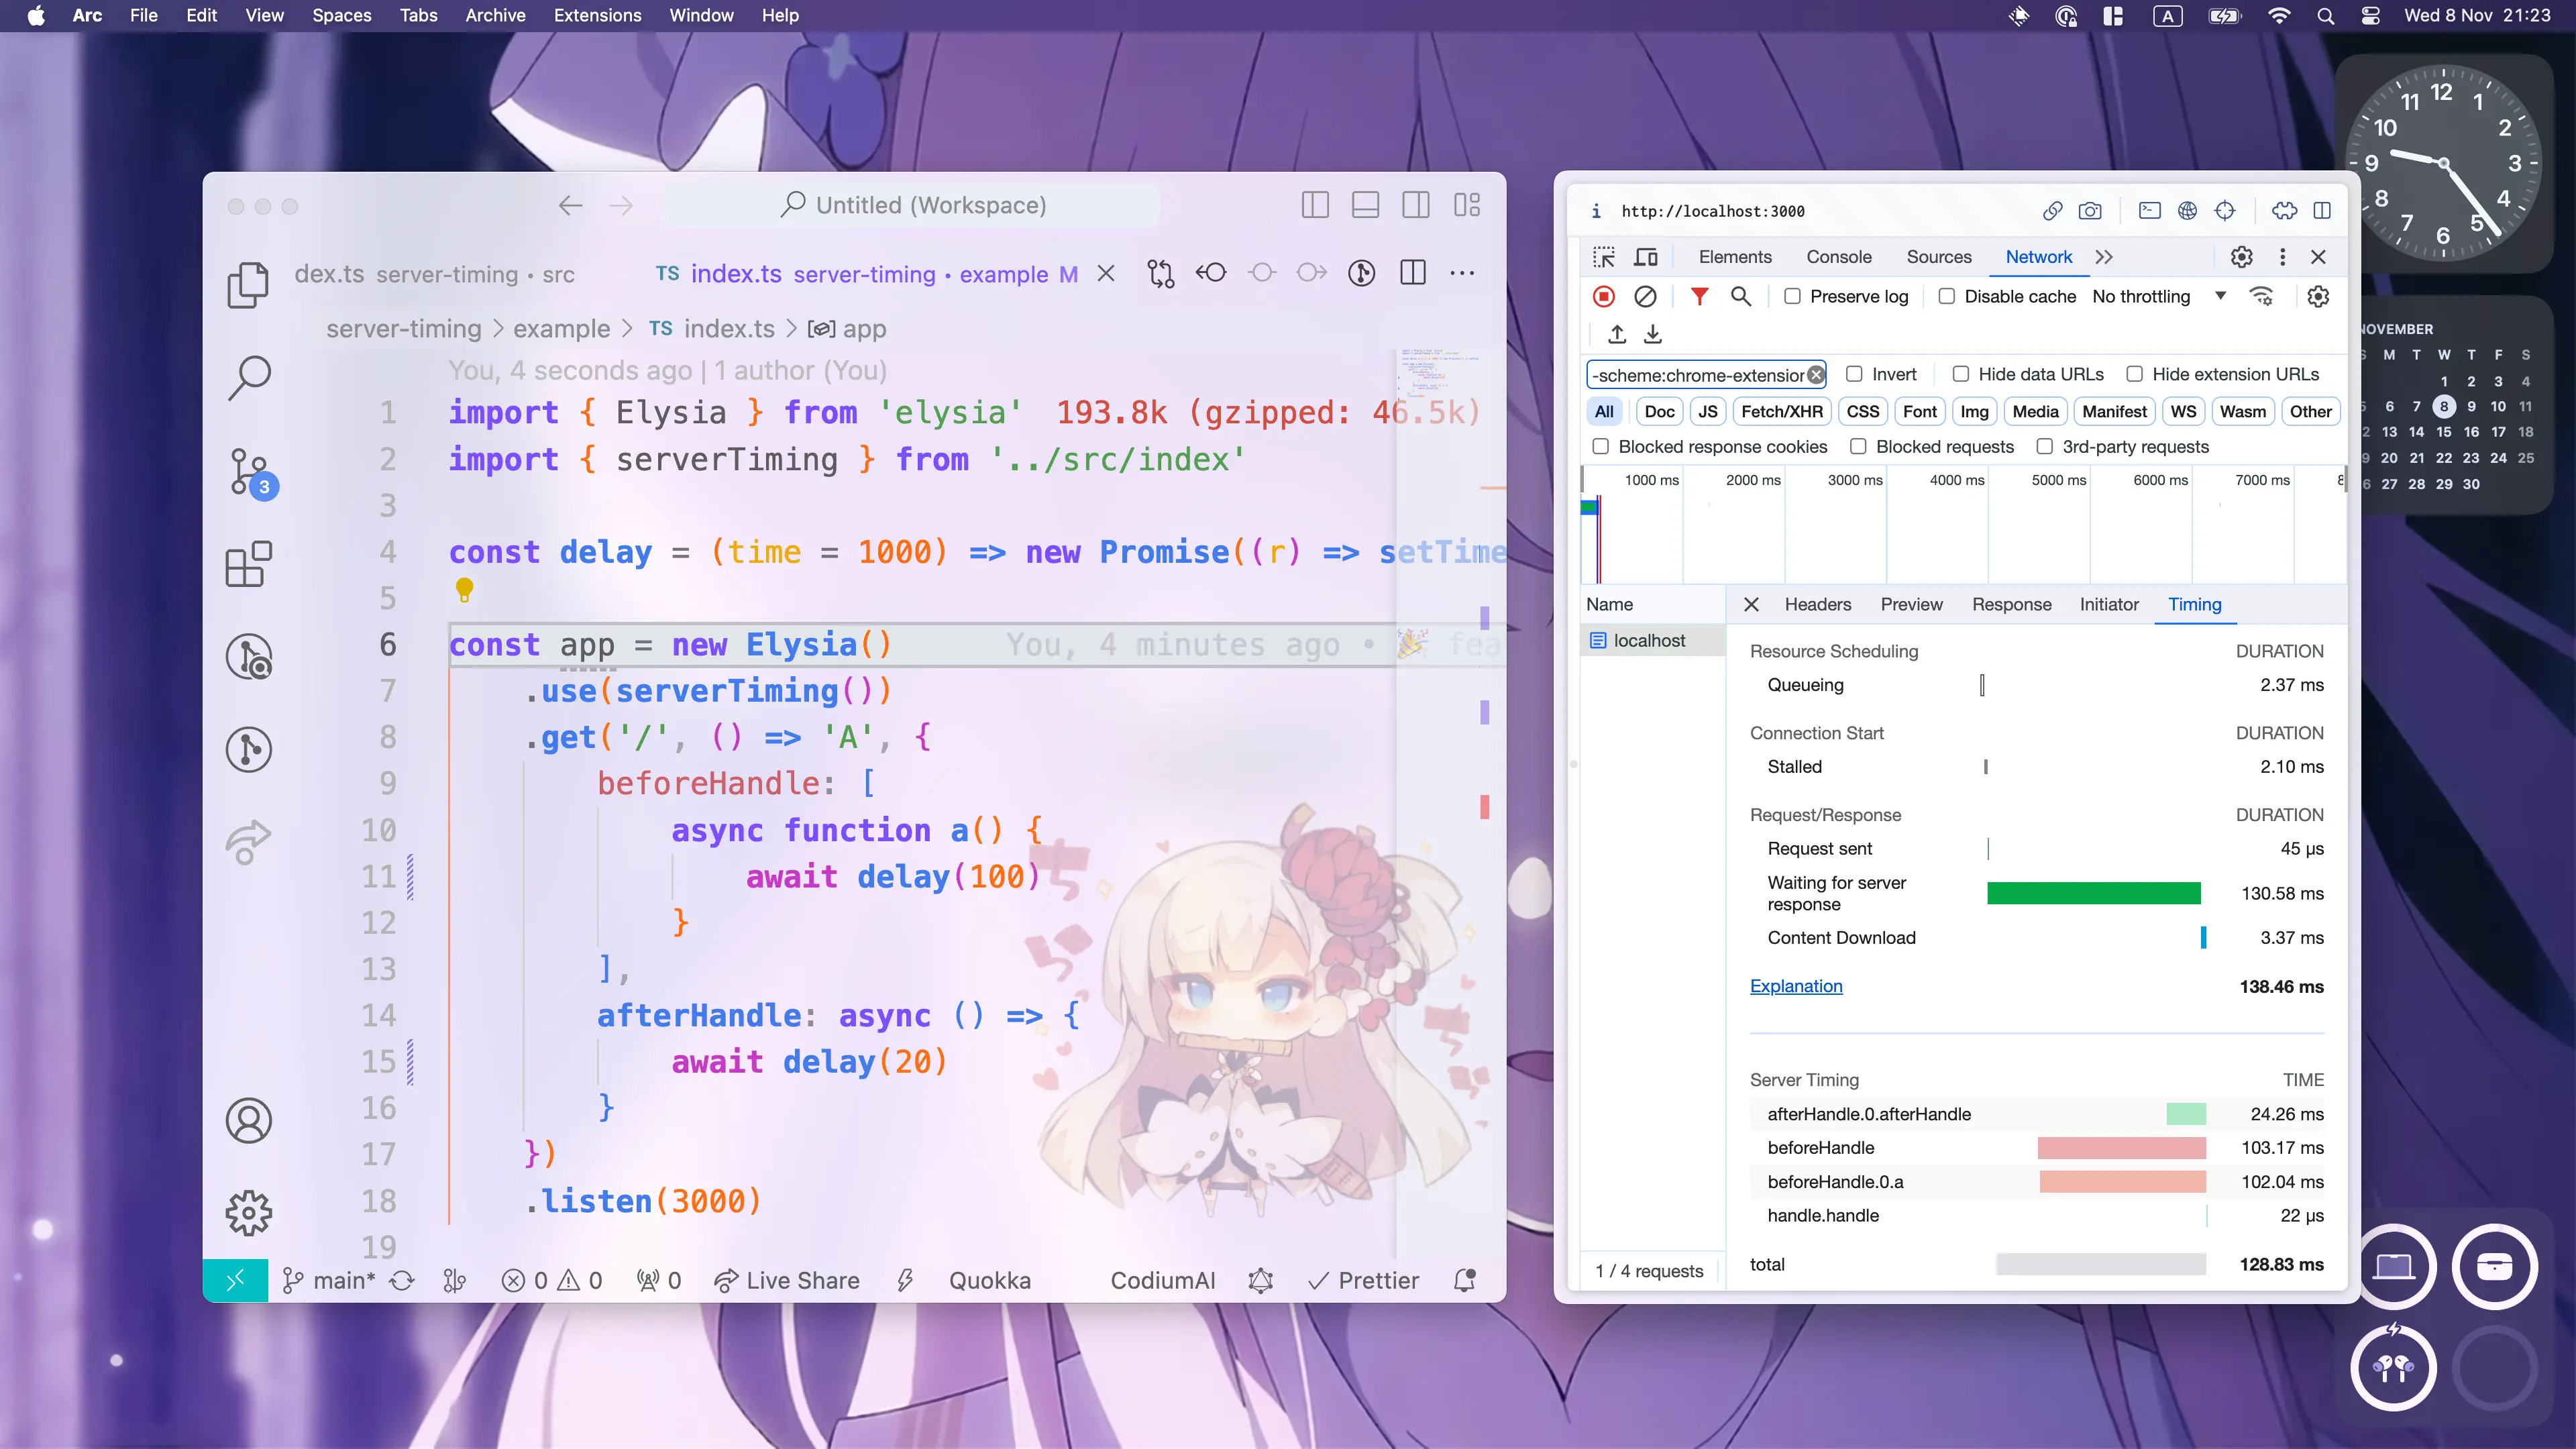 Arc File Edit View Spaces Tabs Archive Extensions Window Help
A Wed 8 Nov 21:23
Untitled (Workspace)
dex.ts server-timing • src
TS index.ts server-timing • example M
server-timing > example > TS index.ts > app
You, 4 seconds ago | 1 author (You)
1 import { Elysia } from 'elysia' 193.8k (gzipped: 46.5k)
2 import { serverTiming } from '../src/index'
3
4 const delay = (time = 1000) => new Promise((r) => setTime
5
6 const app = new Elysia() You, 4 minutes ago • 🎉 fea
7 .use(serverTiming())
8 .get('/', () => 'A', {
9 beforeHandle: [
10 async function a() {
11 await delay(100)
12 }
13 ],
14 afterHandle: async () => {
15 await delay(20)
16 }
17 })
18 .listen(3000)
19
3
main* 0 0 0 Live Share Quokka CodiumAI Prettier
http://localhost:3000
Elements Console Sources Network
Preserve log Disable cache No throttling
-scheme:chrome-extension Invert Hide data URLs Hide extension URLs
All Doc JS Fetch/XHR CSS Font Img Media Manifest WS Wasm Other
Blocked response cookies Blocked requests 3rd-party requests
1000 ms 2000 ms 3000 ms 4000 ms 5000 ms 6000 ms 7000 ms 8
Name Headers Preview Response Initiator Timing
localhost
Resource Scheduling DURATION
Queueing 2.37 ms
Connection Start DURATION
Stalled 2.10 ms
Request/Response DURATION
Request sent 45 μs
Waiting for server
response 130.58 ms
Content Download 3.37 ms
Explanation 138.46 ms
Server Timing TIME
afterHandle.0.afterHandle 24.26 ms
beforeHandle 103.17 ms
beforeHandle.0.a 102.04 ms
handle.handle 22 μs
total 128.83 ms
1 / 4 requests
12 1 2 3 4 5 6 7 8 9 10 11
NOVEMBER
S M T W T F S
1 2 3 4
5 6 7 8 9 10 11
12 13 14 15 16 17 18
19 20 21 22 23 24 25
26 27 28 29 30